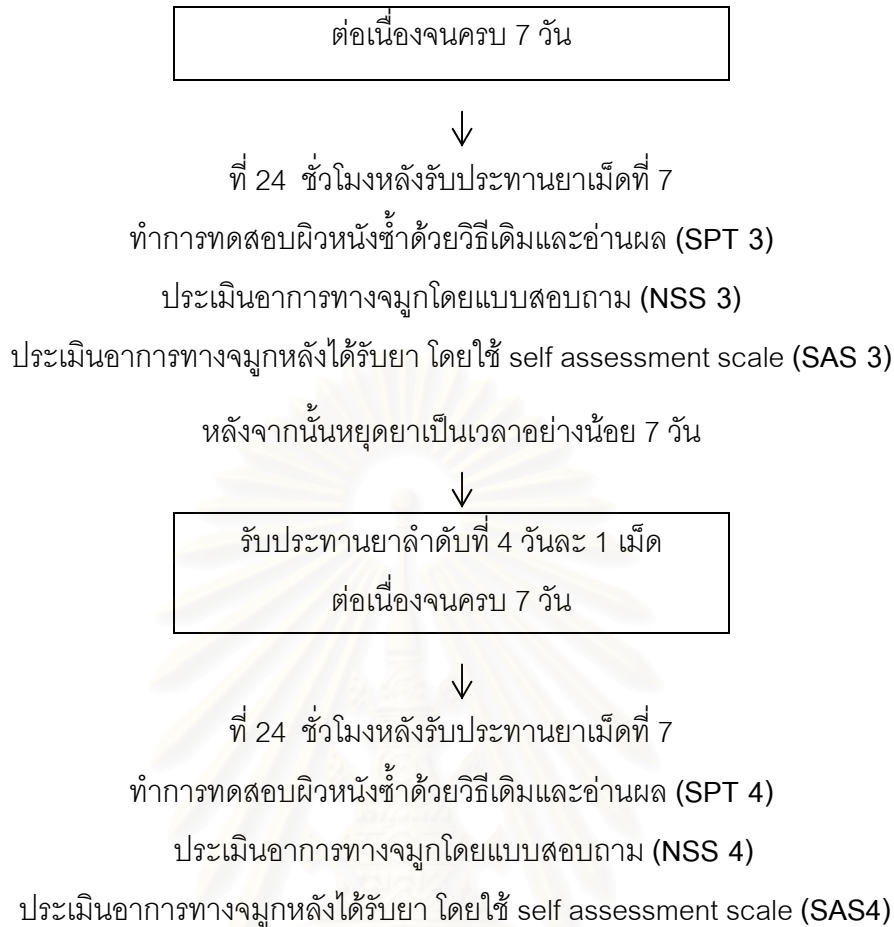 ต่อเนื่องจนครบ 7 วัน
ที่ 24 ชั่วโมงหลังรับประทานยาเม็ดที่ 7
ทำการทดสอบผิวหนังซ้ำด้วยวิธีเดิมและอ่านผล (SPT 3)
ประเมินอาการทางจมูกโดยแบบสอบถาม (NSS 3)
ประเมินอาการทางจมูกหลังได้รับยา โดยใช้ self assessment scale (SAS 3)
หลังจากนั้นหยุดยาเป็นเวลาอย่างน้อย 7 วัน
รับประทานยาลำดับที่ 4 วันละ 1 เม็ด
ต่อเนื่องจนครบ 7 วัน
ที่ 24 ชั่วโมงหลังรับประทานยาเม็ดที่ 7
ทำการทดสอบผิวหนังซ้ำด้วยวิธีเดิมและอ่านผล (SPT 4)
ประเมินอาการทางจมูกโดยแบบสอบถาม (NSS 4)
ประเมินอาการทางจมูกหลังได้รับยา โดยใช้ self assessment scale (SAS4)